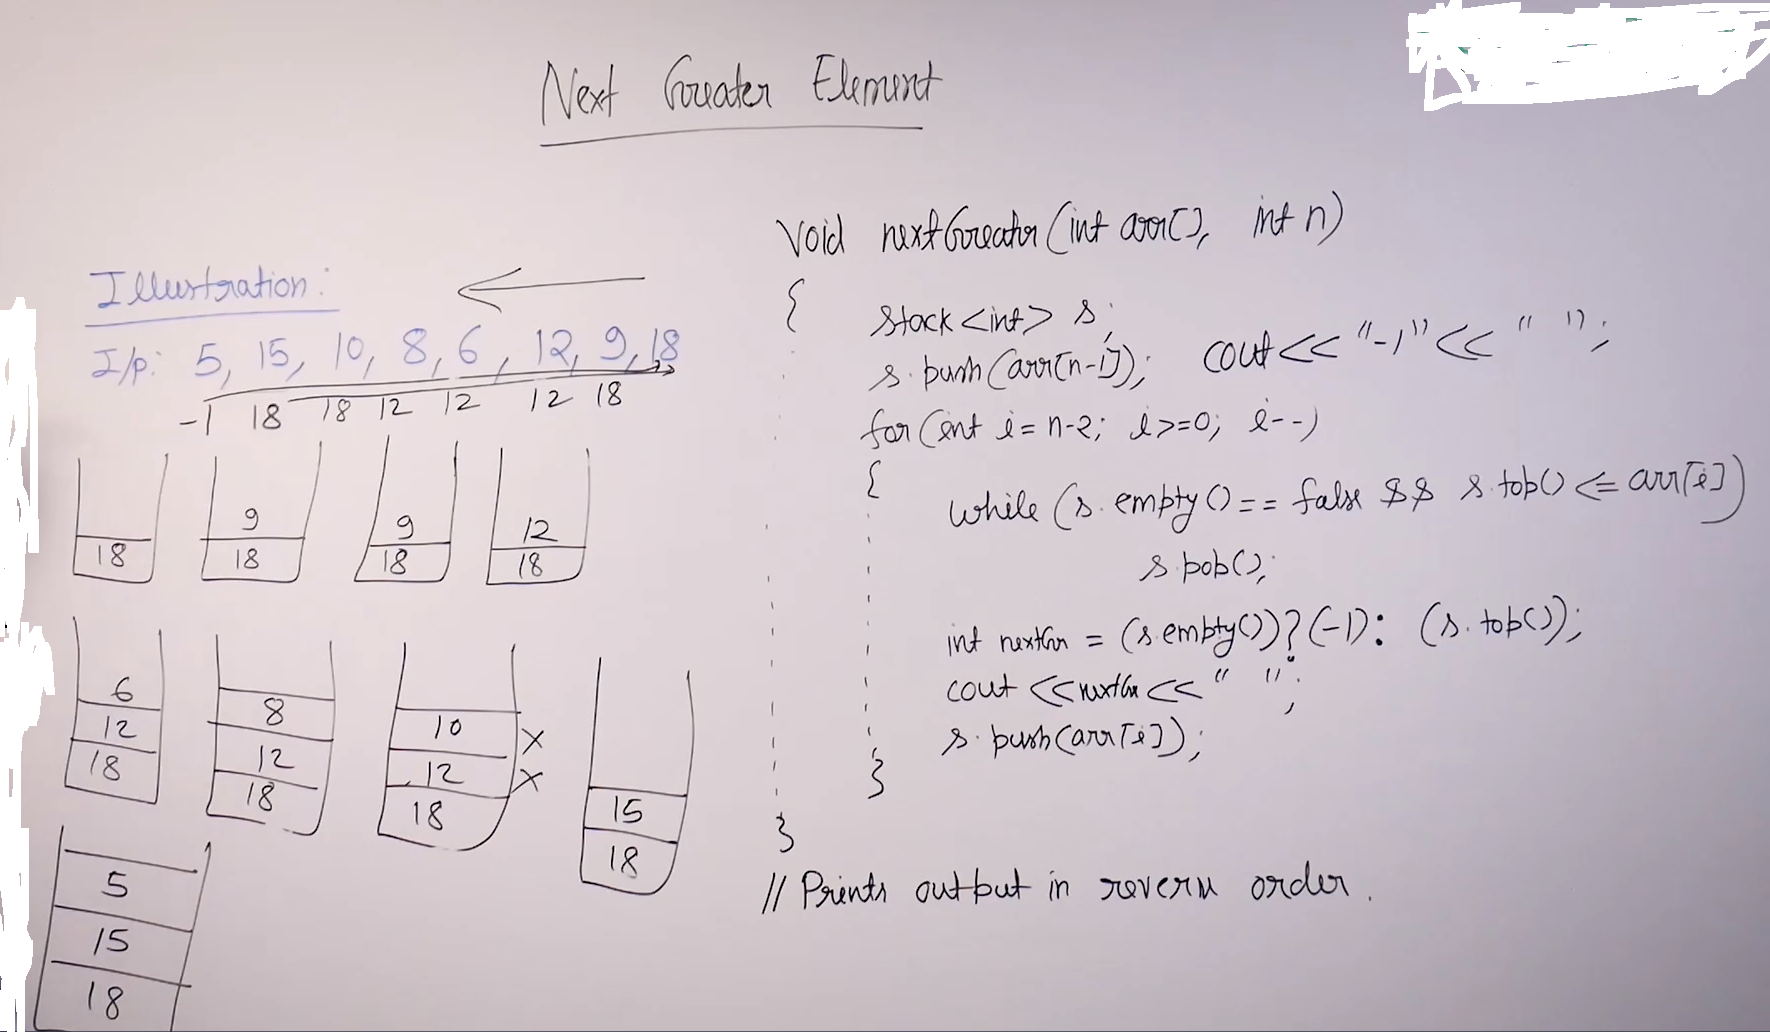 Next Greater Element
Illustration:
I/p: 5, 15, 10, 8, 6, 12, 9, 18
-1 18 18 12 12 12 18
18
9
18
9
18
12
18
6
12
18
8
12
18
10 x
12 x
18
15
18
5
15
18
void nextGreater (int arr[], int n)
{
stack <int> s;
s.push (arr[n-1]); cout << "-1" << " ";
for (int i = n-2; i >= 0; i--)
{
while (s.empty() == false && s.top() <= arr[i])
s.pop();
int nextGr = (s.empty()) ? (-1) : (s.top());
cout << nextGr << " ";
s.push(arr[i]);
}
}
// Prints output in reverse order.